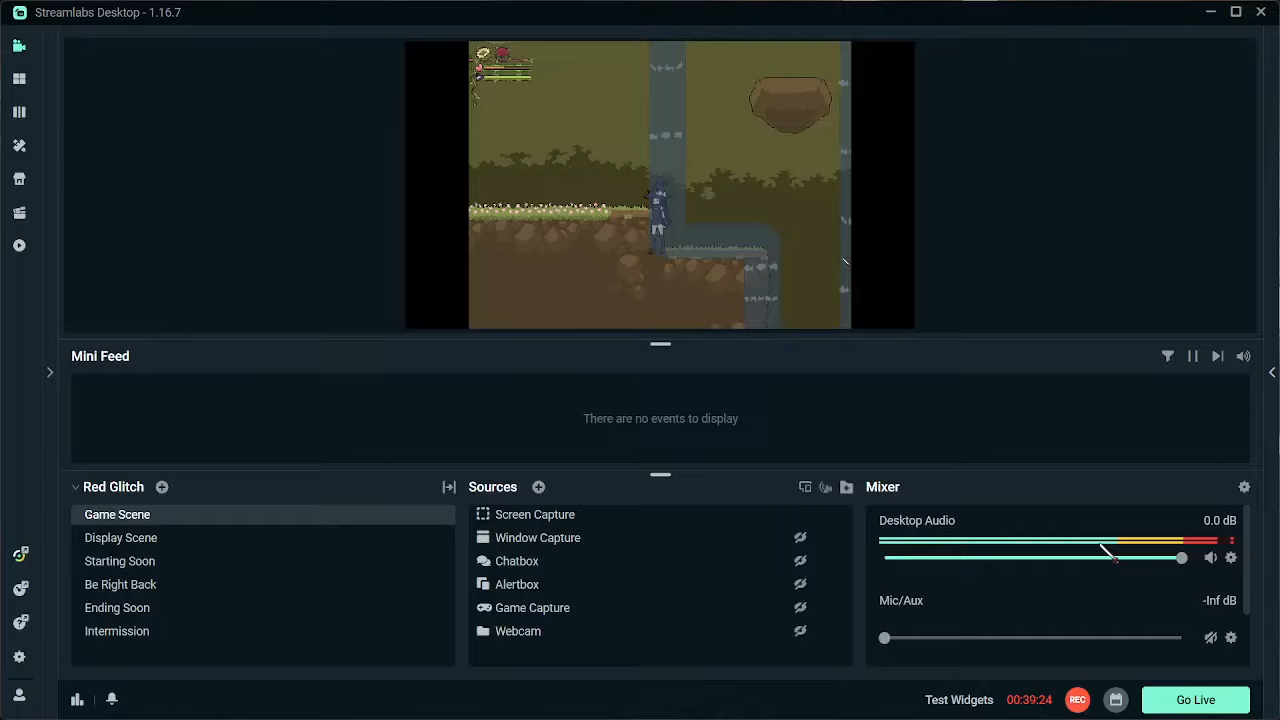 Streamlabs Desktop - 1.16.7
Mini Feed
There are no events to display
Red Glitch
Game Scene
Display Scene
Starting Soon
Be Right Back
Ending Soon
Intermission
Sources
Screen Capture
Window Capture
Chatbox
Alertbox
Game Capture
Webcam
Mixer
Desktop Audio 0.0 dB
Mic/Aux -Inf dB
Test Widgets 00:39:24 REC Go Live